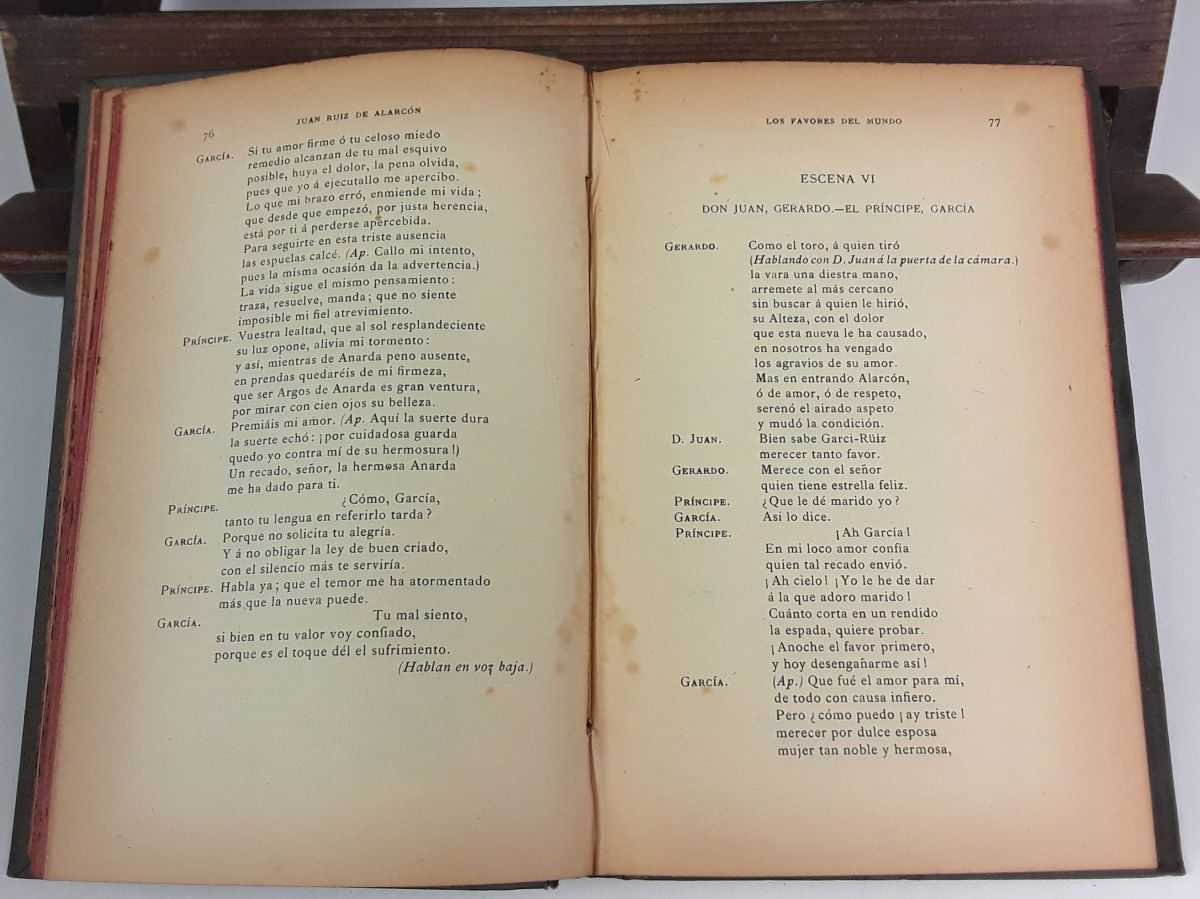 76
JUAN RUIZ DE ALARCÓN
GARCÍA. Si tu amor firme ó tu celoso miedo
remedio alcanzan de tu mal esquivo
posible, huya el dolor, la pena olvida,
pues que yo á ejecutallo me apercibo.
Lo que mi brazo erró, enmiende mi vida;
que desde que empezó, por justa herencia,
está por ti á perderse apercebida.
Para seguirte en esta triste ausencia
las espuelas calcé. (Ap. Callo mi intento,
pues la misma ocasión da la advertencia.)
La vida sigue el mismo pensamiento:
traza, resuelve, manda; que no siente
imposible mi fiel atrevimiento.
PRÍNCIPE. Vuestra lealtad, que al sol resplandeciente
su luz opone, alivia mi tormento:
y así, mientras de Anarda peno ausente,
en prendas quedaréis de mi firmeza,
que ser Argos de Anarda es gran ventura,
por mirar con cien ojos su belleza.
GARCÍA. Premiáis mi amor. (Ap. Aquí la suerte dura
la suerte echó: ¡por cuidadosa guarda
quedo yo contra mí de su hermosura!)
Un recado, señor, la hermosa Anarda
me ha dado para ti.
PRÍNCIPE. ¿Cómo, García,
tanto tu lengua en referirlo tarda?
GARCÍA. Porque no solicita tu alegría.
Y á no obligar la ley de buen criado,
con el silencio más te serviría.
PRÍNCIPE. Habla ya; que el temor me ha atormentado
más que la nueva puede.
GARCÍA. Tu mal siento,
si bien en tu valor voy confiado,
porque es el toque dél el sufrimiento.
(Hablan en voz baja.)
LOS FAVORES DEL MUNDO
77
ESCENA VI
DON JUAN, GERARDO.—EL PRÍNCIPE, GARCÍA
GERARDO. Como el toro, á quien tiró
(Hablando con D. Juan á la puerta de la cámara.)
la vara una diestra mano,
arremete al más cercano
sin buscar á quien le hirió,
su Alteza, con el dolor
que esta nueva le ha causado,
en nosotros ha vengado
los agravios de su amor.
Mas en entrando Alarcón,
ó de amor, ó de respeto,
serenó el airado aspeto
y mudó la condición.
D. JUAN. Bien sabe Garci-Rüiz
merecer tanto favor.
GERARDO. Merece con el señor
quien tiene estrella feliz.
PRÍNCIPE. ¿Que le dé marido yo?
GARCÍA. Asi lo dice.
PRÍNCIPE. ¡Ah García!
En mi loco amor confia
quien tal recado envió.
¡Ah cielo! ¡Yo le he de dar
á la que adoro marido!
Cuánto corta en un rendido
la espada, quiere probar.
¡Anoche el favor primero,
y hoy desengañarme así!
GARCÍA. (Ap.) Que fué el amor para mí,
de todo con causa infiero.
Pero ¿cómo puedo ¡ay triste!
merecer por dulce esposa
mujer tan noble y hermosa,